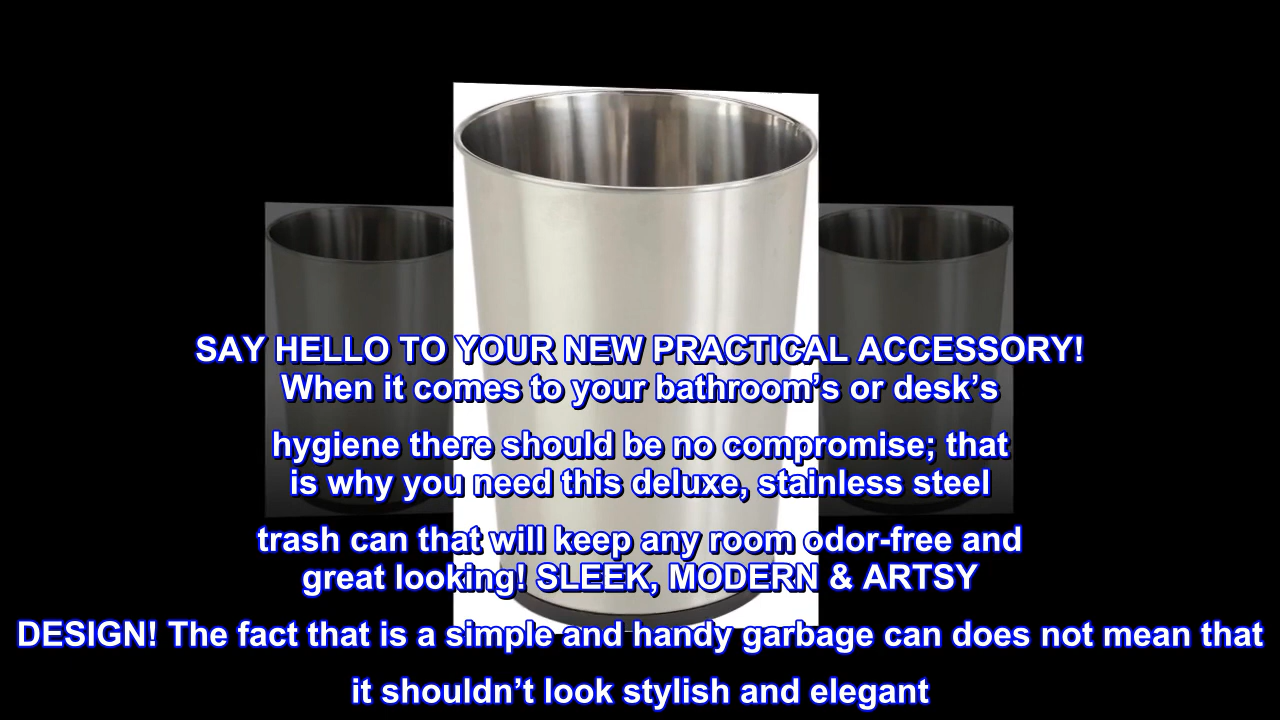 SAY HELLO TO YOUR NEW PRACTICAL ACCESSORY!
When it comes to your bathroom’s or desk’s
hygiene there should be no compromise; that
is why you need this deluxe, stainless steel
trash can that will keep any room odor-free and
great looking! SLEEK, MODERN & ARTSY
DESIGN! The fact that is a simple and handy garbage can does not mean that
it shouldn’t look stylish and elegant